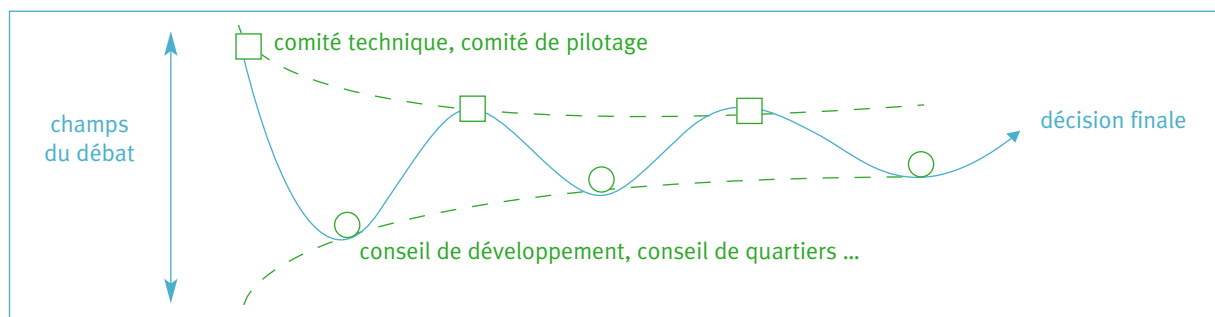 comité technique, comité de pilotage
champs
du débat
décision finale
conseil de développement, conseil de quartiers ...